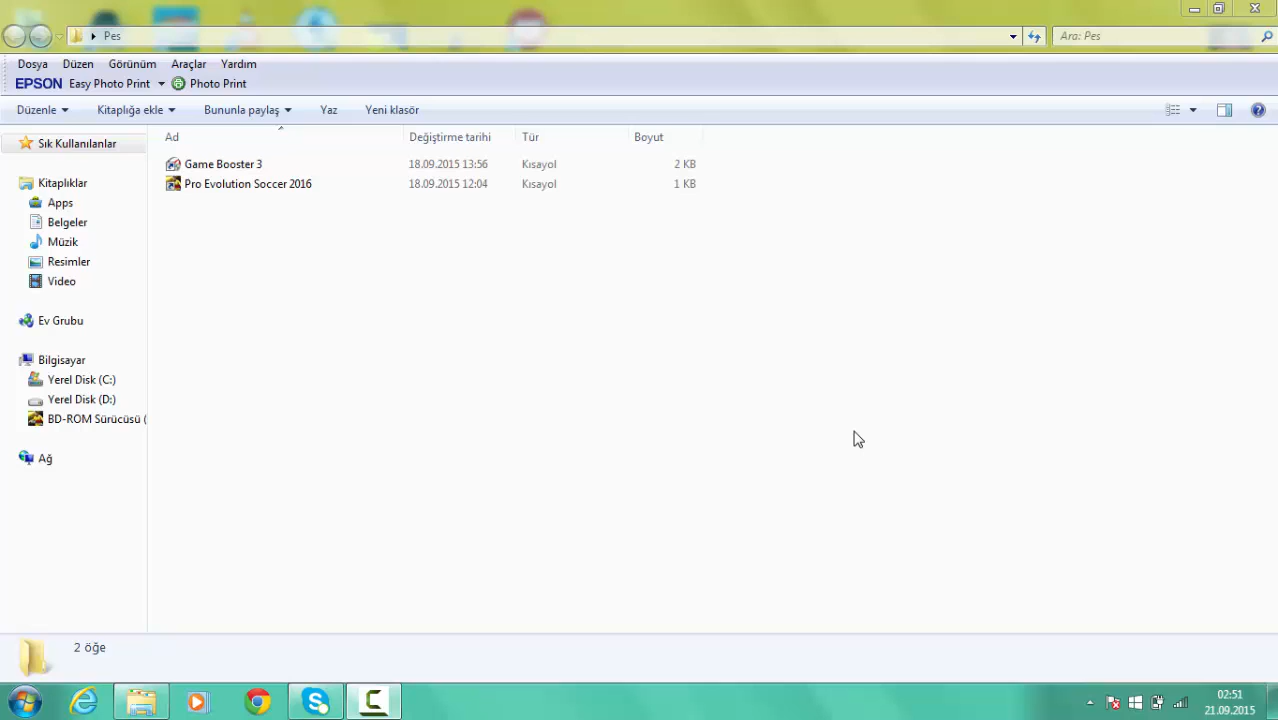 Pes
Ara: Pes
Dosya Düzen Görünüm Araçlar Yardım
EPSON Easy Photo Print Photo Print
Düzenle Kitaplığa ekle Bununla paylaş Yaz Yeni klasör
Ad Değiştirme tarihi Tür Boyut
Game Booster 3 18.09.2015 13:56 Kısayol 2 KB
Pro Evolution Soccer 2016 18.09.2015 12:04 Kısayol 1 KB
Sık Kullanılanlar
Kitaplıklar
Apps
Belgeler
Müzik
Resimler
Video
Ev Grubu
Bilgisayar
Yerel Disk (C:)
Yerel Disk (D:)
BD-ROM Sürücüsü (
Ağ
2 öğe
02:51
21.09.2015